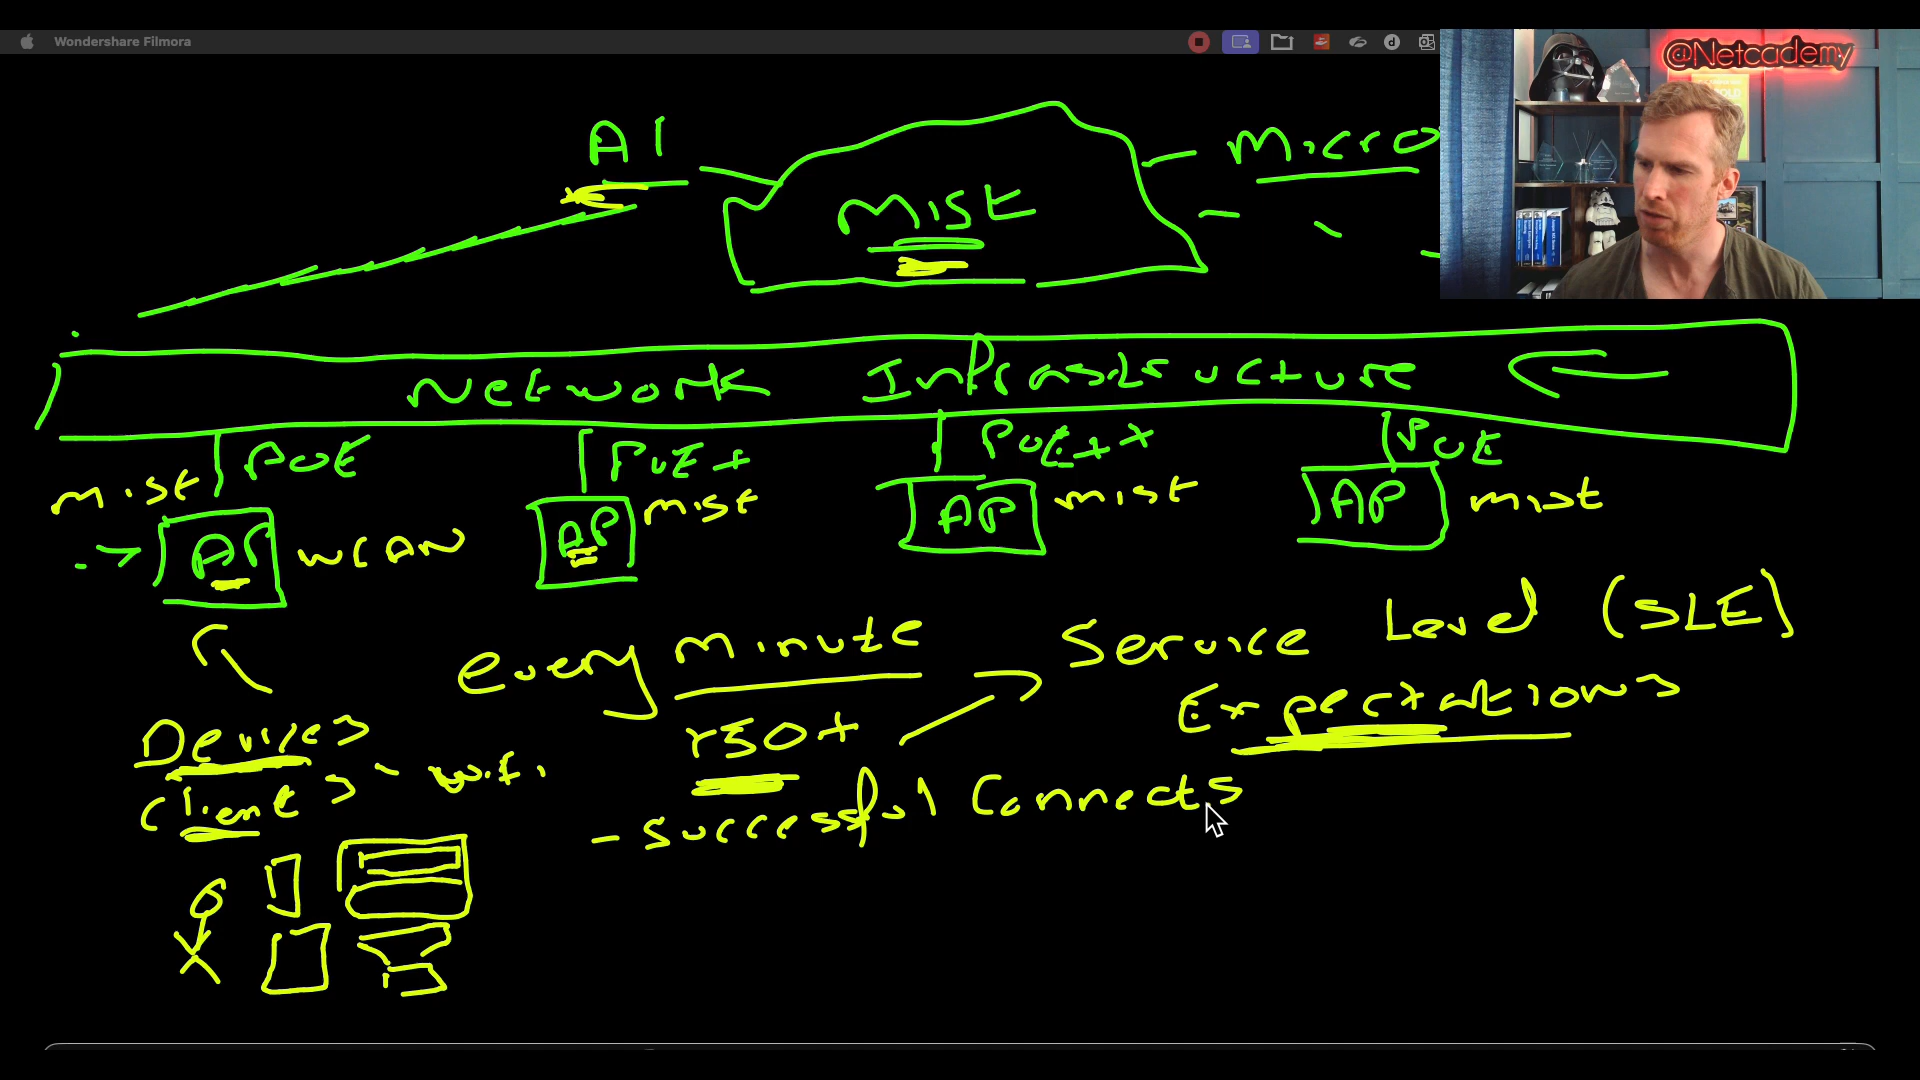 Wondershare Filmora
@Netcademy
AI
Mist
Micro
Network Infrastructure
POE
POE+
POE++
POE
Mist
AP
WLAN
AP
Mist
AP
Mist
AP
Mist
every minute
150+
Service Level (SLE)
Expectations
Devices
Clients - Wifi
- Successful Connects